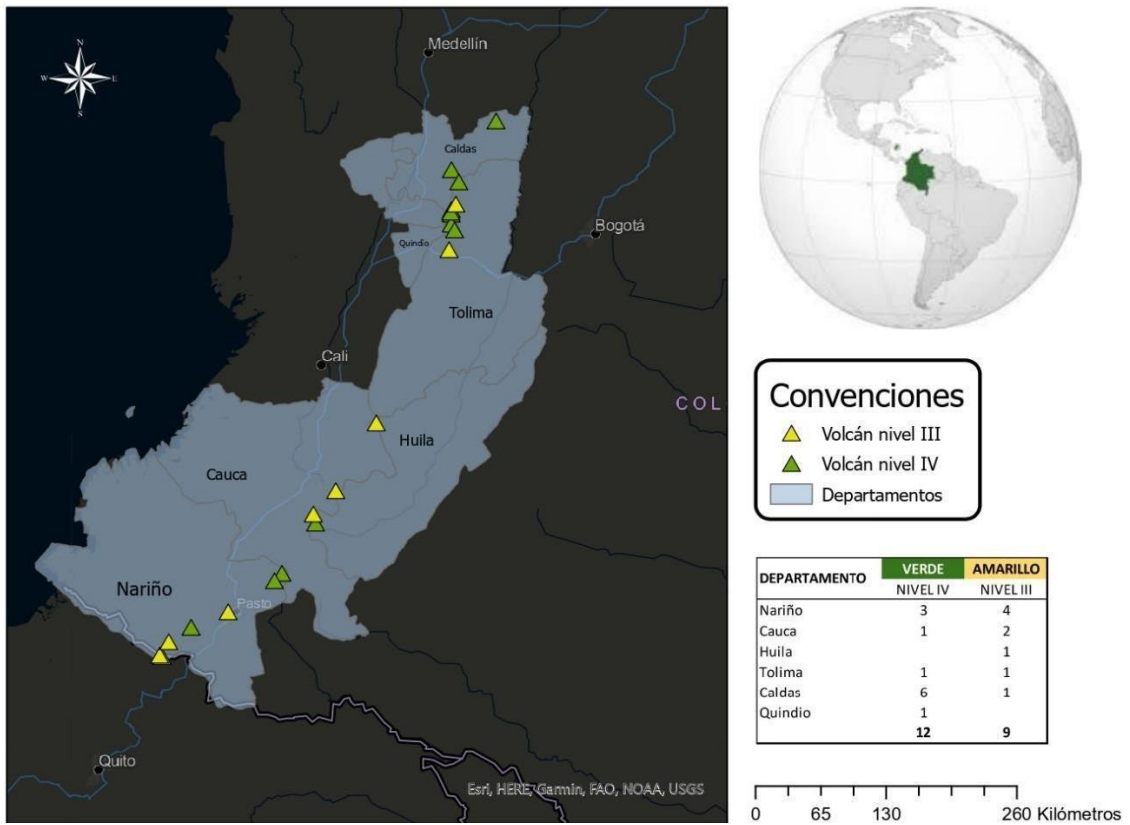 N
W
E
S
Medellín
Caldas
Bogotá
Quindío
Tolima
Cali
COL
Huila
Cauca
Nariño
Pasto
Quito
Esri, HERE, Garmin, FAO, NOAA, USGS
Convenciones
Volcán nivel III
Volcán nivel IV
Departamentos
DEPARTAMENTO VERDE AMARILLO
NIVEL IV NIVEL III
Nariño 3 4
Cauca 1 2
Huila 1
Tolima 1 1
Caldas 6 1
Quindio 1
12 9
0 65 130 260 Kilómetros